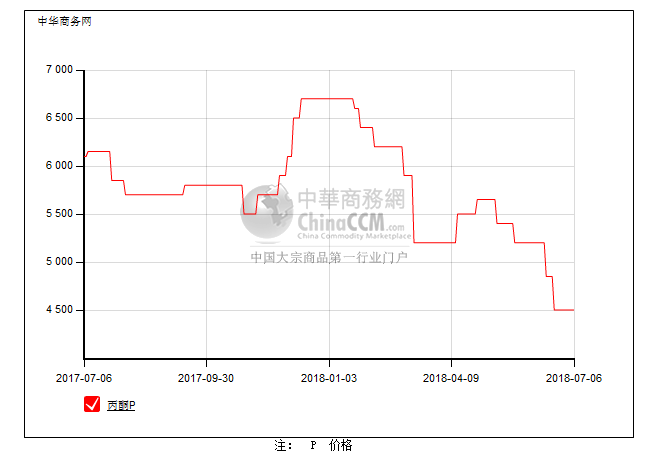 中华商务网
7 000
6 500
6 000
5 500
5 000
4 500
中華商務網
ChinaCCM.com
China Commodity Marketplace
中国大宗商品第一行业门户
2017-07-06
2017-09-30
2018-01-03
2018-04-09
2018-07-06
丙酮P
注: P 价格